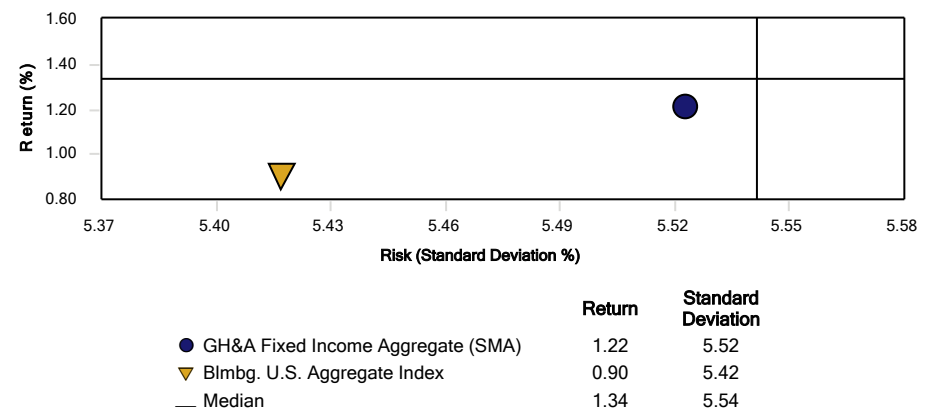 1.60
1.40
1.20
1.00
0.80
Return (%)
5.37 5.40 5.43 5.46 5.49 5.52 5.55 5.58
Risk (Standard Deviation %)
Return Standard Deviation
GH&A Fixed Income Aggregate (SMA) 1.22 5.52
Blmbg. U.S. Aggregate Index 0.90 5.42
Median 1.34 5.54